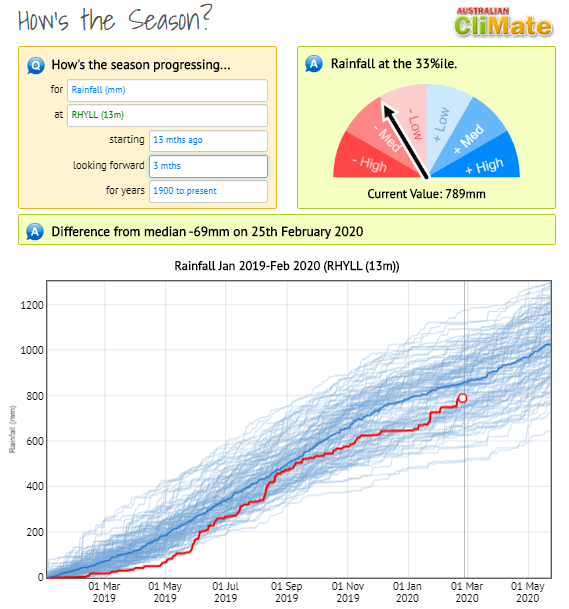 How's the Season?
AUSTRALIAN
CliMate
Q How's the season progressing...
for Rainfall (mm)
at RHYLL (13m)
starting 13 mths ago
looking forward 3 mths
for years 1900 to present
A Rainfall at the 33%ile.
- High
- Med
- Low
+ Low
+ Med
+ High
Current Value: 789mm
A Difference from median -69mm on 25th February 2020
Rainfall Jan 2019-Feb 2020 (RHYLL (13m))
Rainfall (mm)
1200
1000
800
600
400
200
0
01 Mar 2019
01 May 2019
01 Jul 2019
01 Sep 2019
01 Nov 2019
01 Jan 2020
01 Mar 2020
01 May 2020